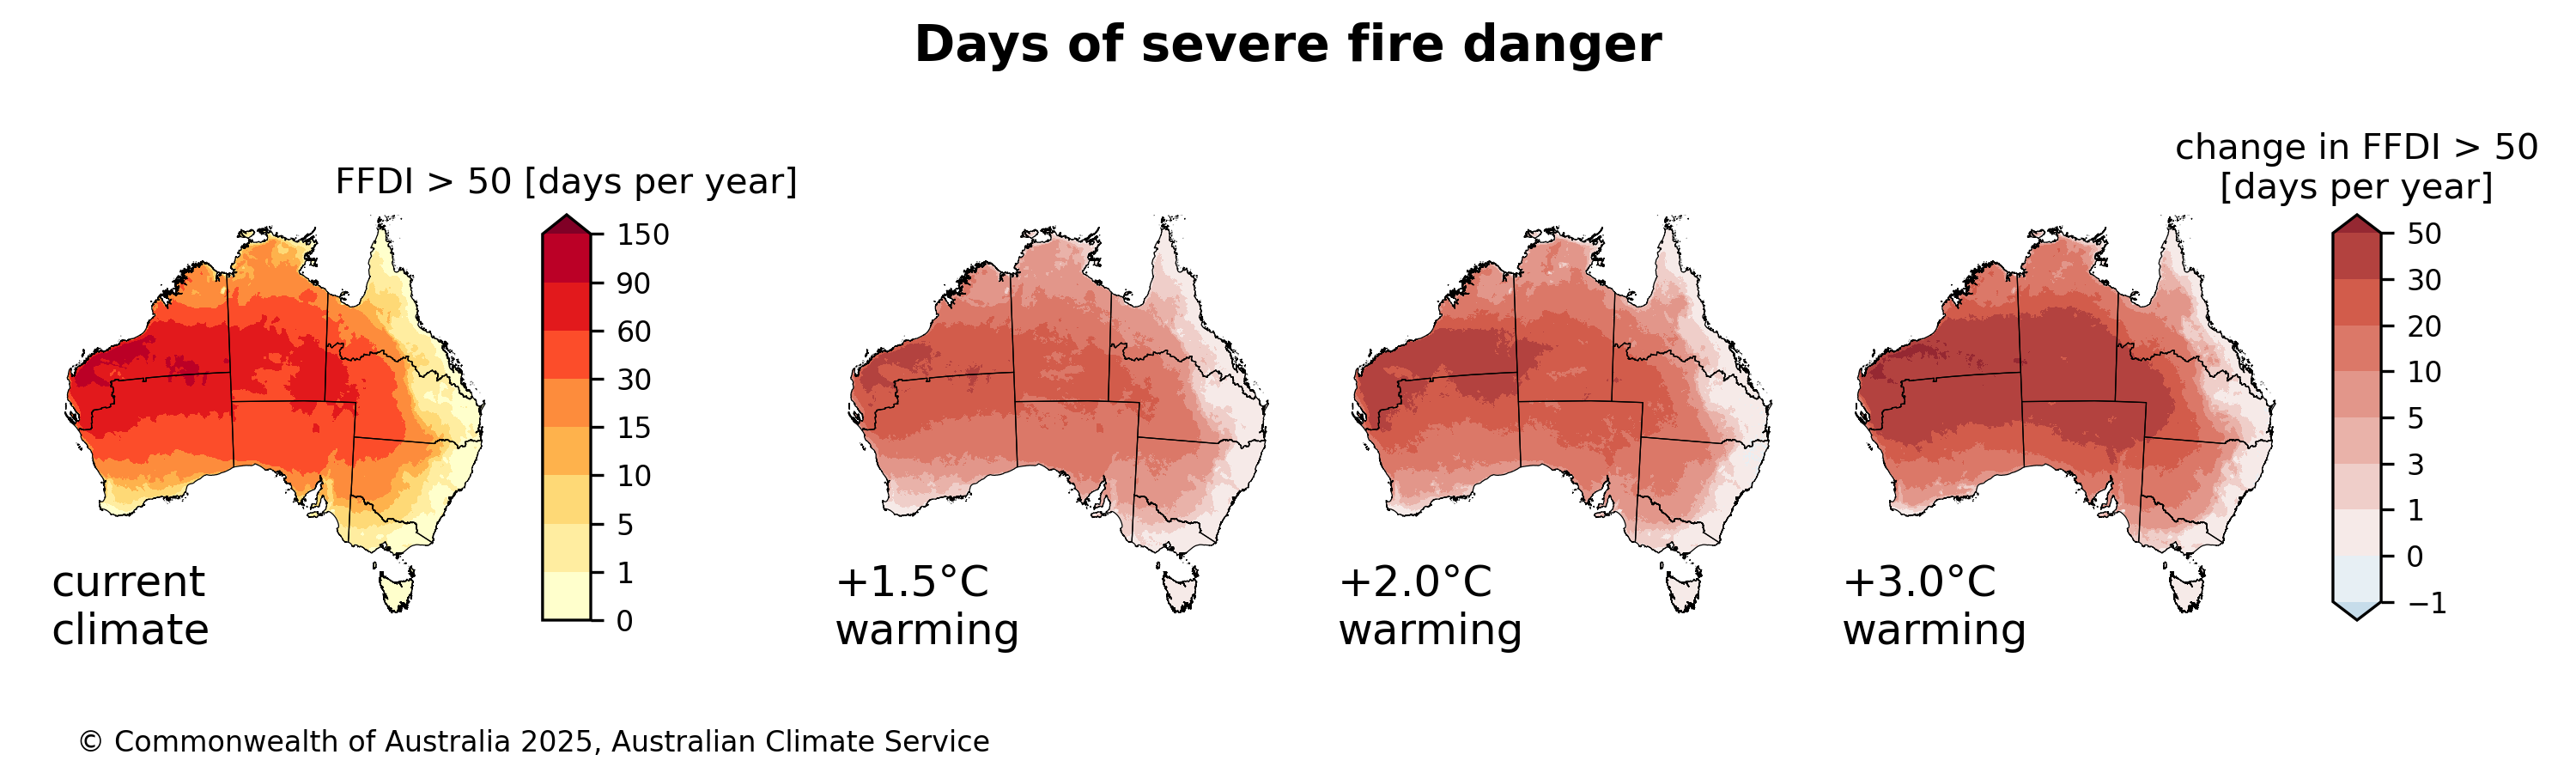 Days of severe fire danger
FFDI > 50 [days per year]
150
90
60
30
15
10
5
1
0
current
climate
+1.5°C
warming
+2.0°C
warming
+3.0°C
warming
change in FFDI > 50
[days per year]
50
30
20
10
5
3
1
0
−1
© Commonwealth of Australia 2025, Australian Climate Service